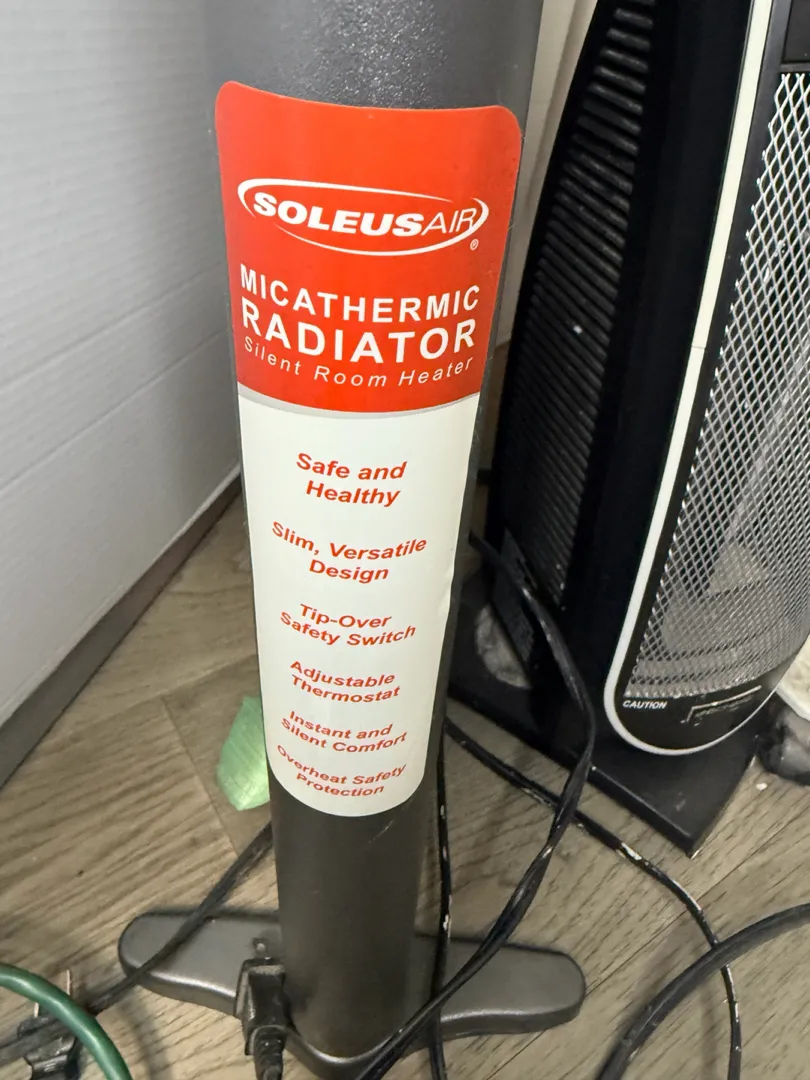 SOLEUSAIR®
MICATHERMIC
RADIATOR
Silent Room Heater
Safe and
Healthy
Slim, Versatile
Design
Tip-Over
Safety Switch
Adjustable
Thermostat
Instant and
Silent Comfort
Overheat Safety
Protection
CAUTION